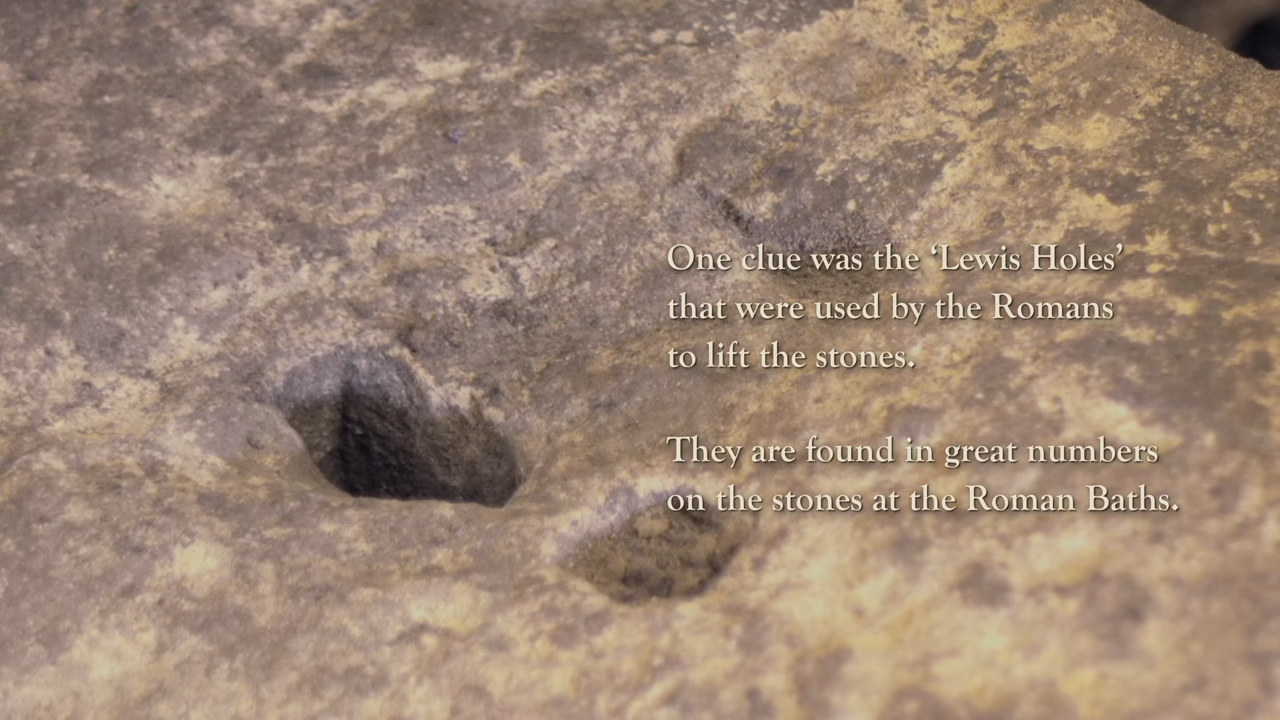 One clue was the ‘Lewis Holes’
that were used by the Romans
to lift the stones.
They are found in great numbers
on the stones at the Roman Baths.